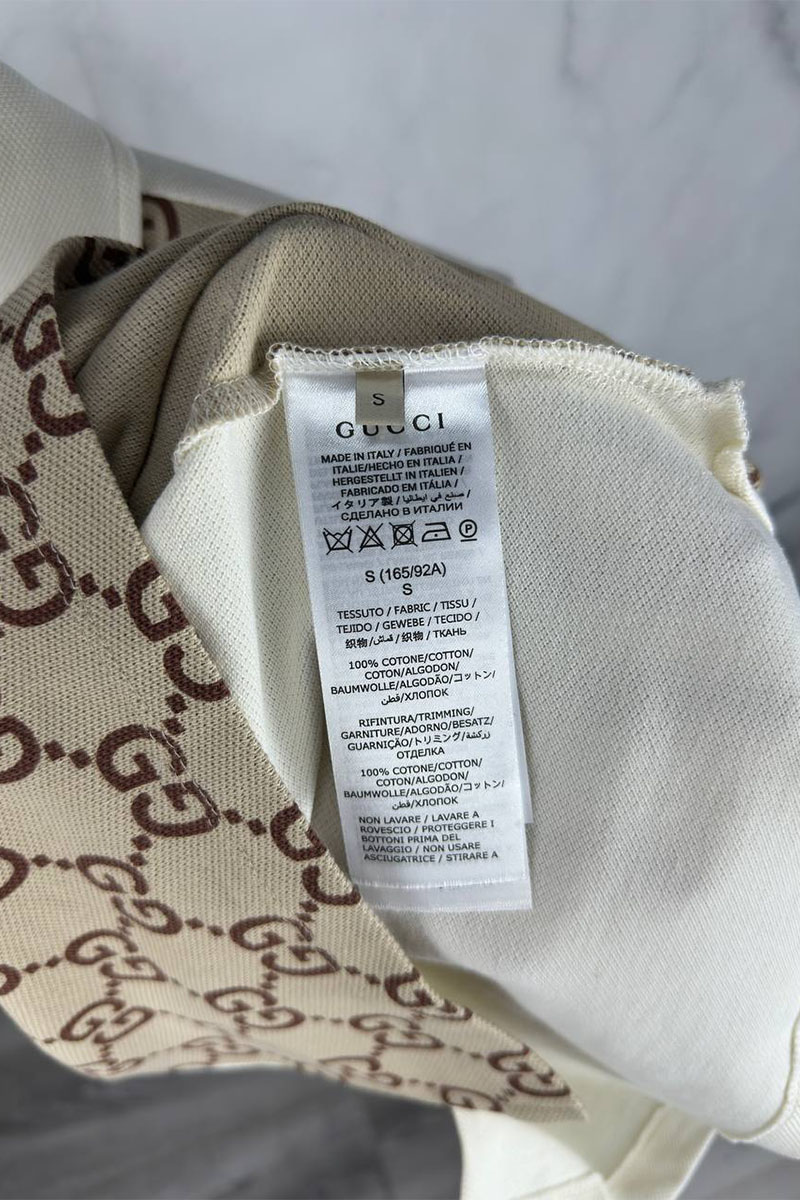 S
GUCCI
MADE IN ITALY / FABRIQUÉ EN
ITALIE/HECHO EN ITALIA /
HERGESTELLT IN ITALIEN /
FABRICADO EM ITÁLIA /
イタリア製 / صنع في إيطاليا /
СДЕЛАНО В ИТАЛИИ
P
S (165/92A)
S
TESSUTO / FABRIC / TISSU /
TEJIDO / GEWEBE / TECIDO /
织物 / قماش / 织物 / ТКАНЬ
100% COTONE/COTTON/
COTON/ALGODON/
BAUMWOLLE/ALGODÃO/コットン/
قطن/ХЛОПОК
RIFINTURA/TRIMMING/
GARNITURE/ADORNO/BESATZ/
GUARNIÇÃO/トリミング/زركشة/
ОТДЕЛКА
100% COTONE/COTTON/
COTON/ALGODON/
BAUMWOLLE/ALGODÃO/コットン/
قطن/ХЛОПОК
NON LAVARE / LAVARE A
ROVESCIO / PROTEGGERE I
BOTTONI PRIMA DEL
LAVAGGIO / NON USARE
ASCIUGATRICE / STIRARE A